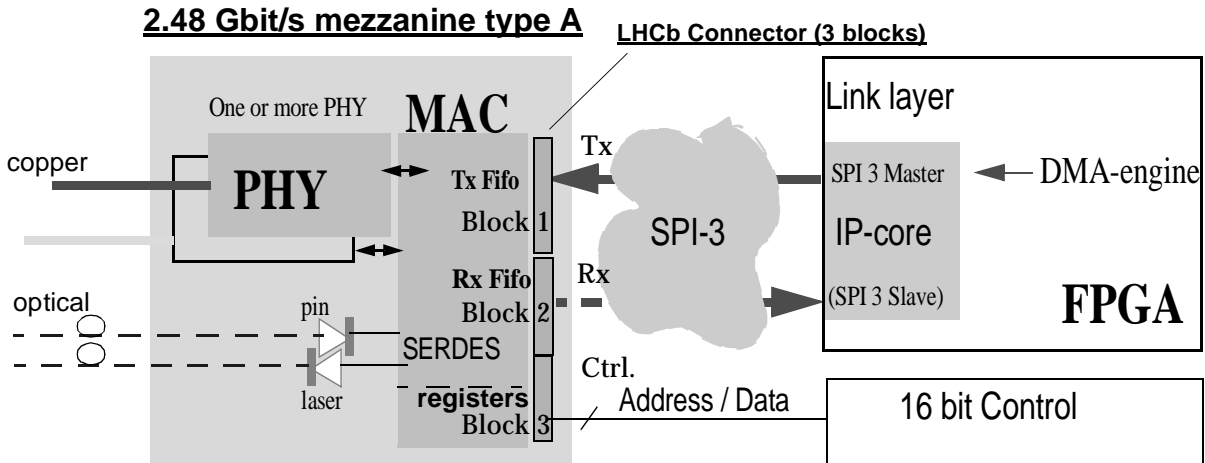 2.48 Gbit/s mezzanine type A
LHCb Connector (3 blocks)
One or more PHY
MAC
Link layer
copper
PHY
Tx Fifo
Block 1
Tx
SPI-3
SPI 3 Master
DMA-engine
IP-core
Rx Fifo
Block 2
Rx
(SPI 3 Slave)
FPGA
optical
pin
SERDES
laser
registers
Block 3
Ctrl.
Address / Data
16 bit Control